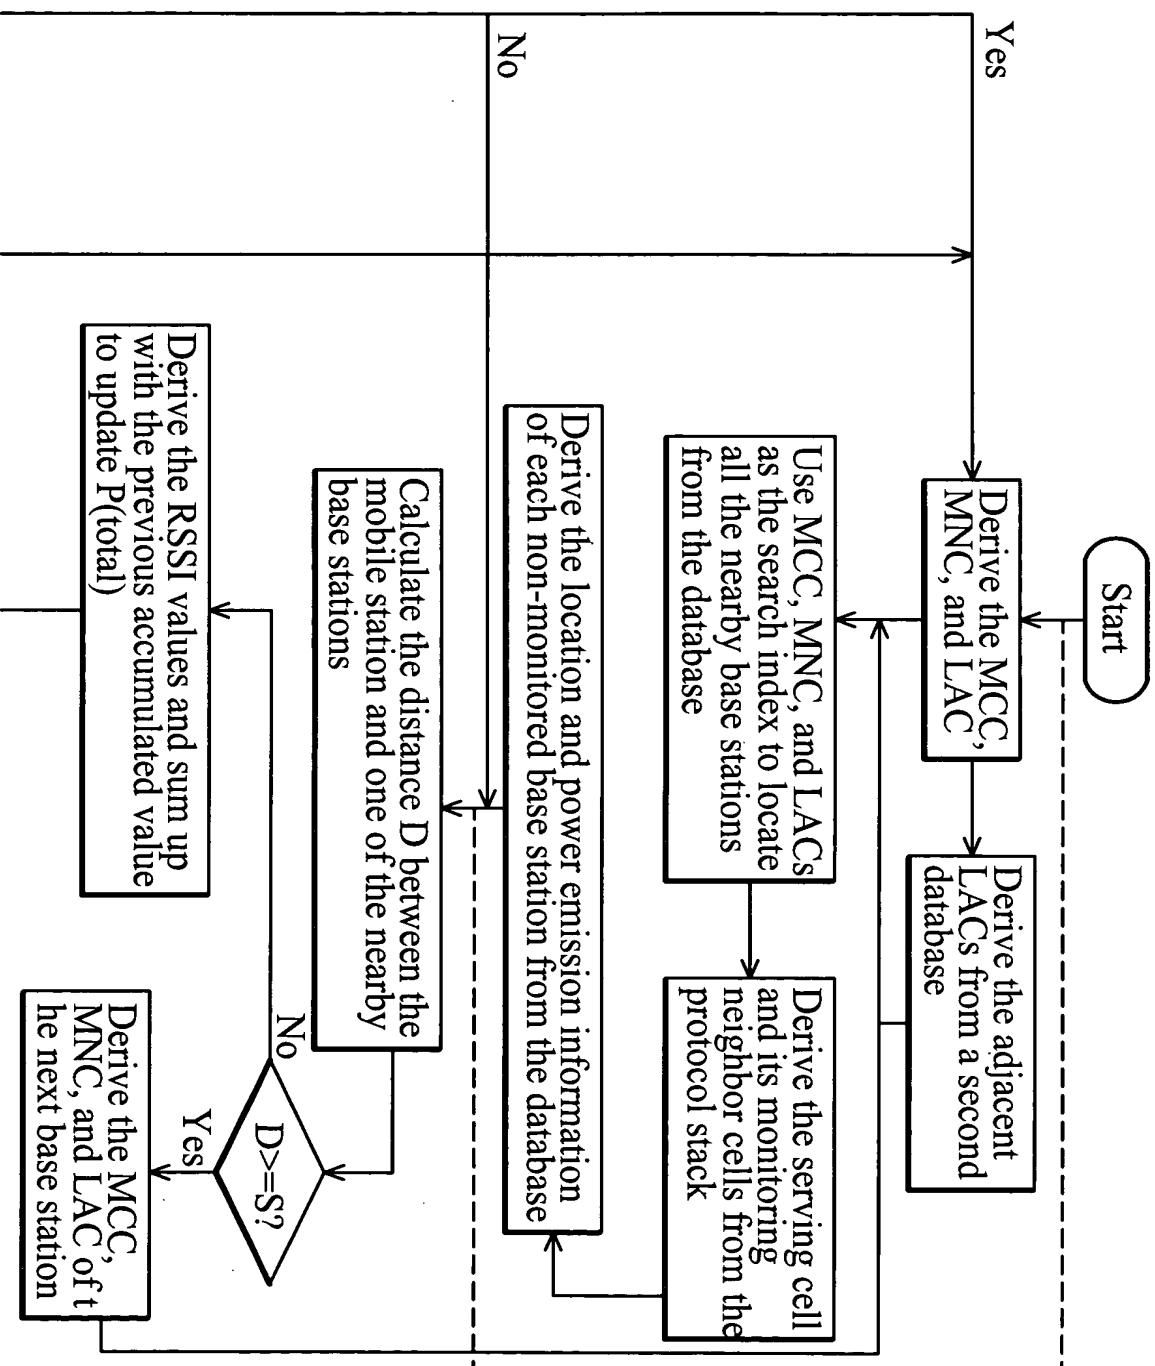 Start
Yes
Derive the MCC,
MNC, and LAC
Derive the adjacent
LACs from a second
database
Use MCC, MNC, and LACs
as the search index to locate
all the nearby base stations
from the database
Derive the serving cell
and its monitoring
neighbor cells from the
protocol stack
Derive the location and power emission information
of each non-monitored base station from the database
No
Calculate the distance D between the
mobile station and one of the nearby
base stations
D>=S?
No
Yes
Derive the RSSI values and sum up
with the previous accumulated value
to update P(total)
Derive the MCC,
MNC, and LAC of t
he next base station